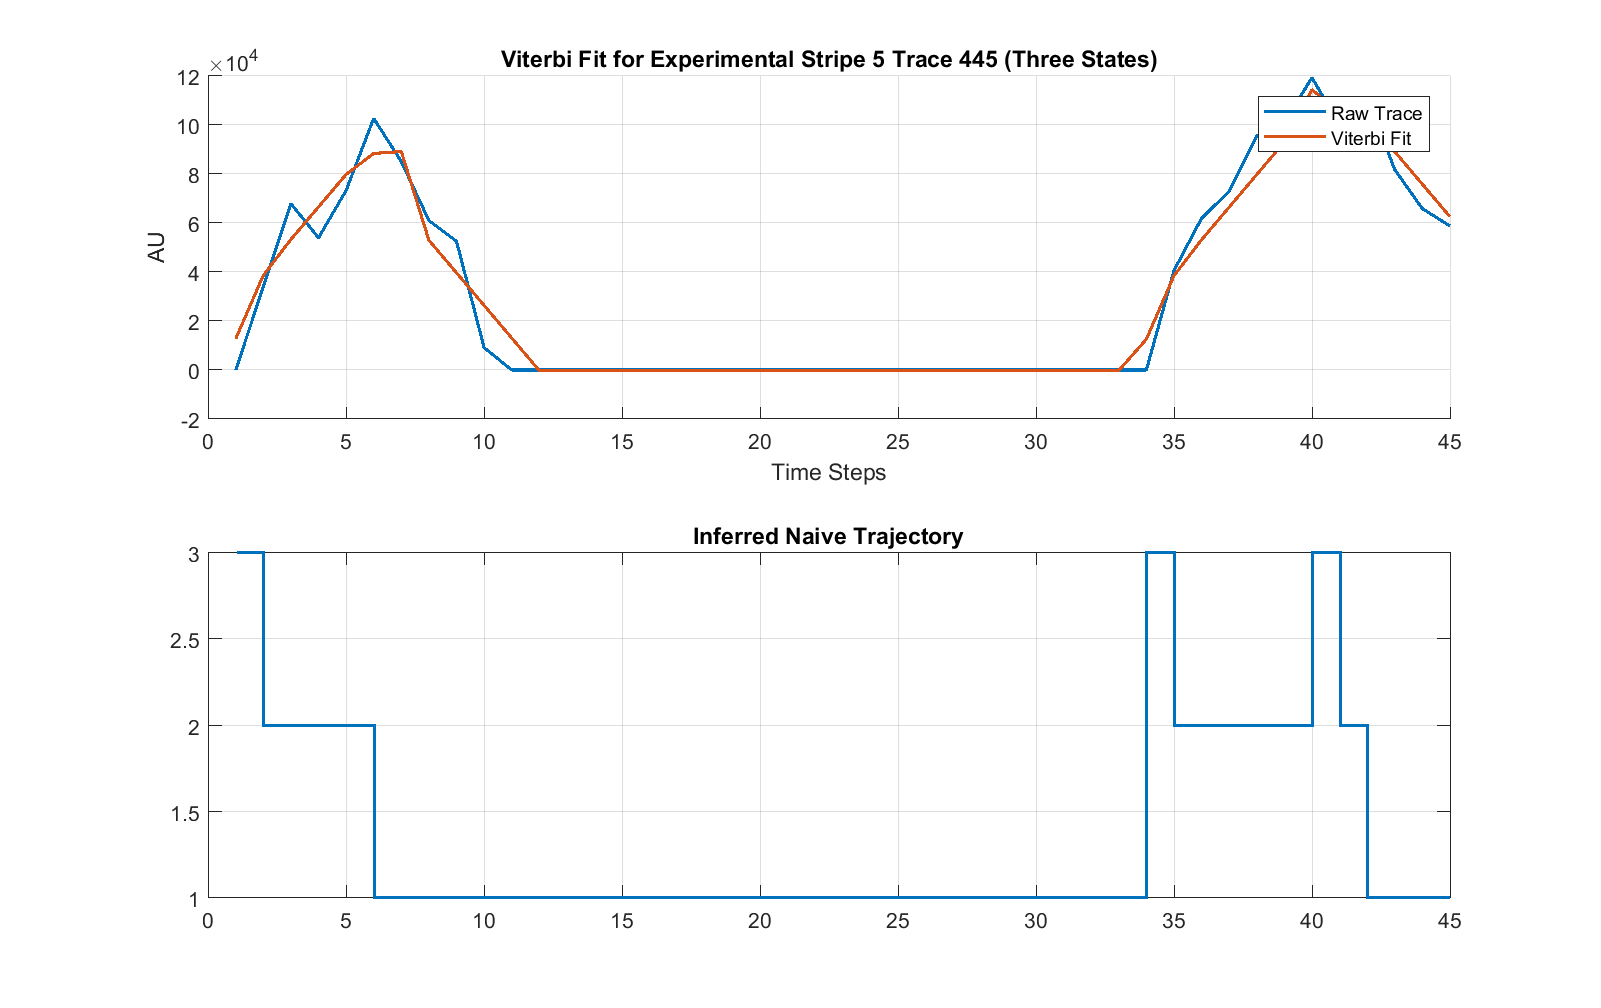 Viterbi Fit for Experimental Stripe 5 Trace 445 (Three States)
×10⁴
12
10
8
6
4
2
0
-2
AU
Raw Trace
Viterbi Fit
0 5 10 15 20 25 30 35 40 45
Time Steps
Inferred Naive Trajectory
3
2.5
2
1.5
1
0 5 10 15 20 25 30 35 40 45